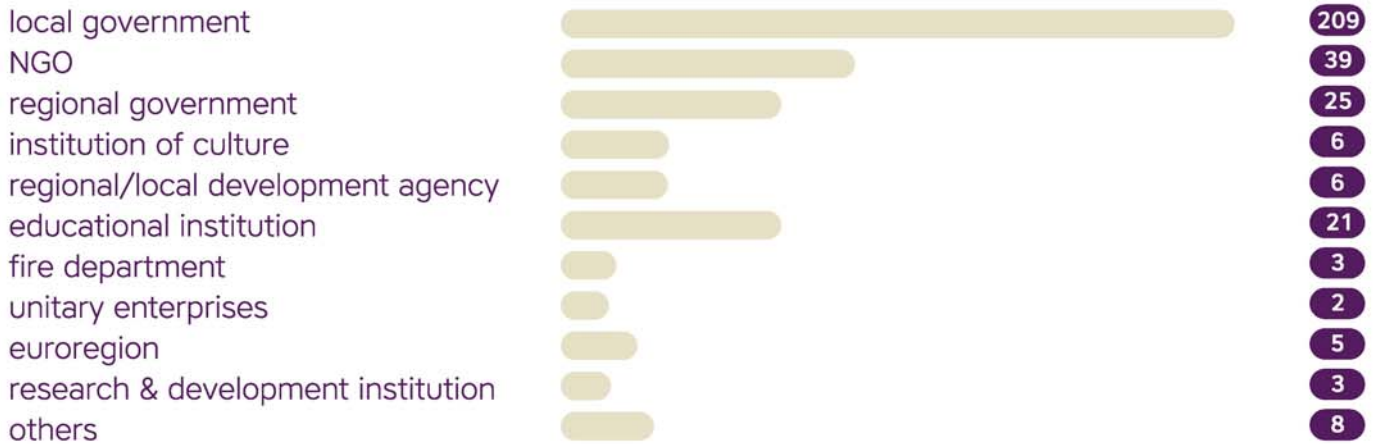 local government 209
NGO 39
regional government 25
institution of culture 6
regional/local development agency 6
educational institution 21
fire department 3
unitary enterprises 2
euroregion 5
research & development institution 3
others 8